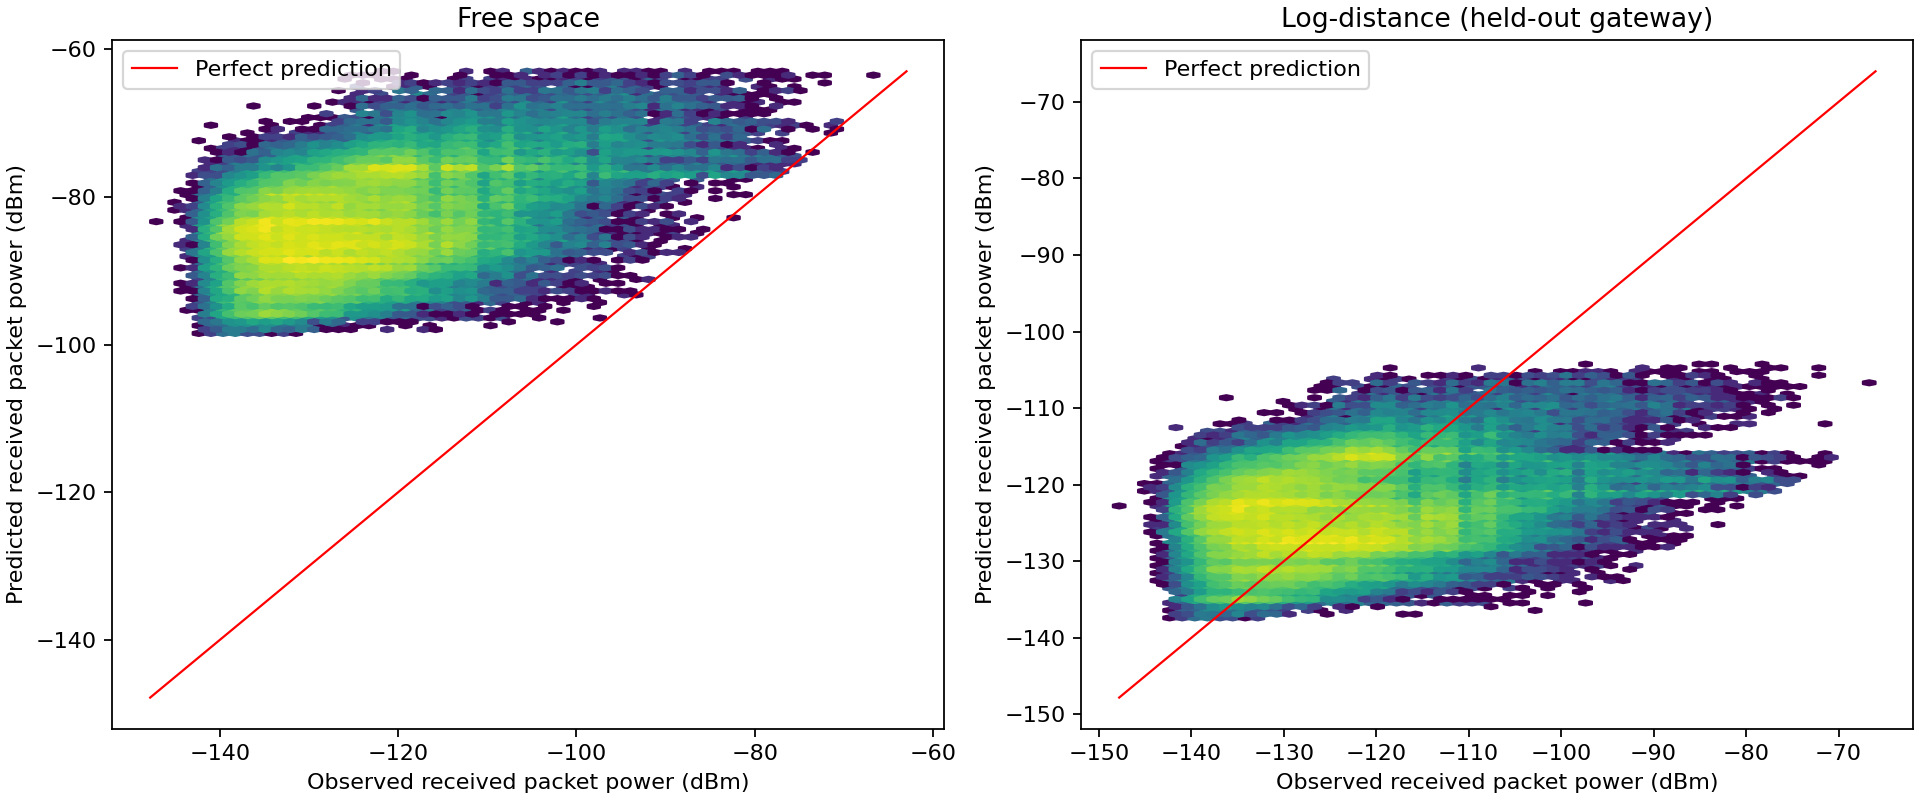 Free space
Perfect prediction
Predicted received packet power (dBm)
−60
−80
−100
−120
−140
−140 −120 −100 −80 −60
Observed received packet power (dBm)
Log-distance (held-out gateway)
Perfect prediction
Predicted received packet power (dBm)
−70
−80
−90
−100
−110
−120
−130
−140
−150
−150 −140 −130 −120 −110 −100 −90 −80 −70
Observed received packet power (dBm)